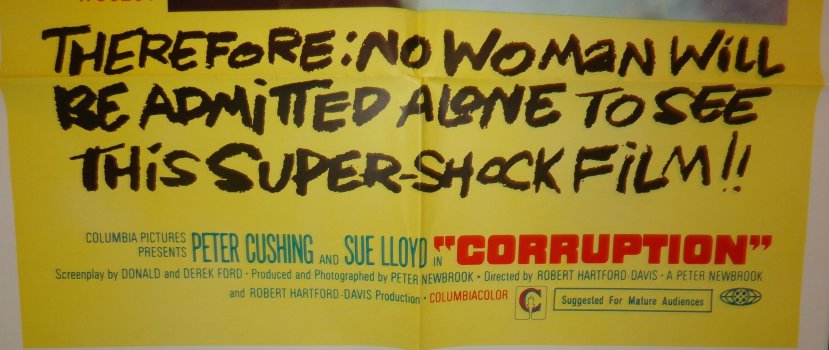 THEREFORE: NO WOMAN WILL
BE ADMITTED ALONE TO SEE
THIS SUPER-SHOCK FILM!!
COLUMBIA PICTURES
PRESENTS PETER CUSHING AND SUE LLOYD IN "CORRUPTION"
Screenplay by DONALD and DEREK FORD · Produced and Photographed by PETER NEWBROOK · Directed by ROBERT HARTFORD-DAVIS · A PETER NEWBROOK
and ROBERT HARTFORD-DAVIS Production · COLUMBIACOLOR Suggested For Mature Audiences